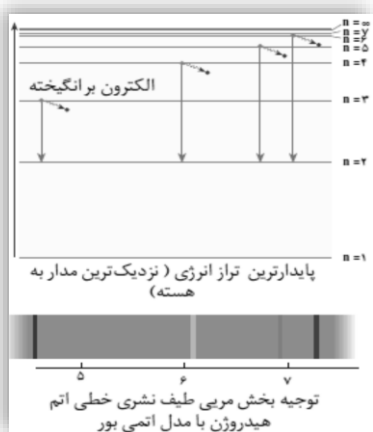 n = ∞
n = ۷
n = ۶
n = ۵
n = ۴
الکترون برانگیخته
n = ۳
n = ۲
n = ۱
پایدارترین تراز انرژی ( نزدیک‌ترین مدار به
هسته)
۵ ۶ ۷
توجیه بخش مریی طیف نشری خطی اتم
هیدروژن با مدل اتمی بور